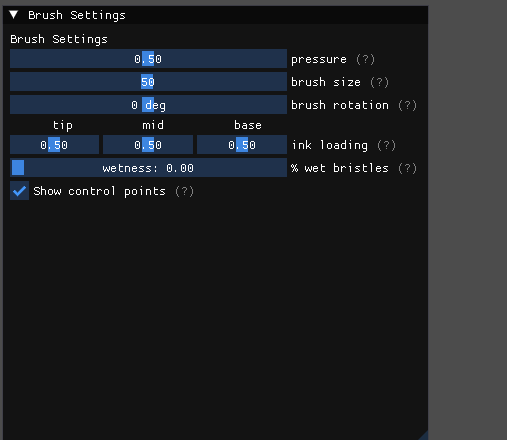 Brush Settings
Brush Settings
0.50 pressure (?)
50 brush size (?)
0 deg brush rotation (?)
tip mid base
0.50 0.50 0.50 ink loading (?)
wetness: 0.00 % wet bristles (?)
Show control points (?)